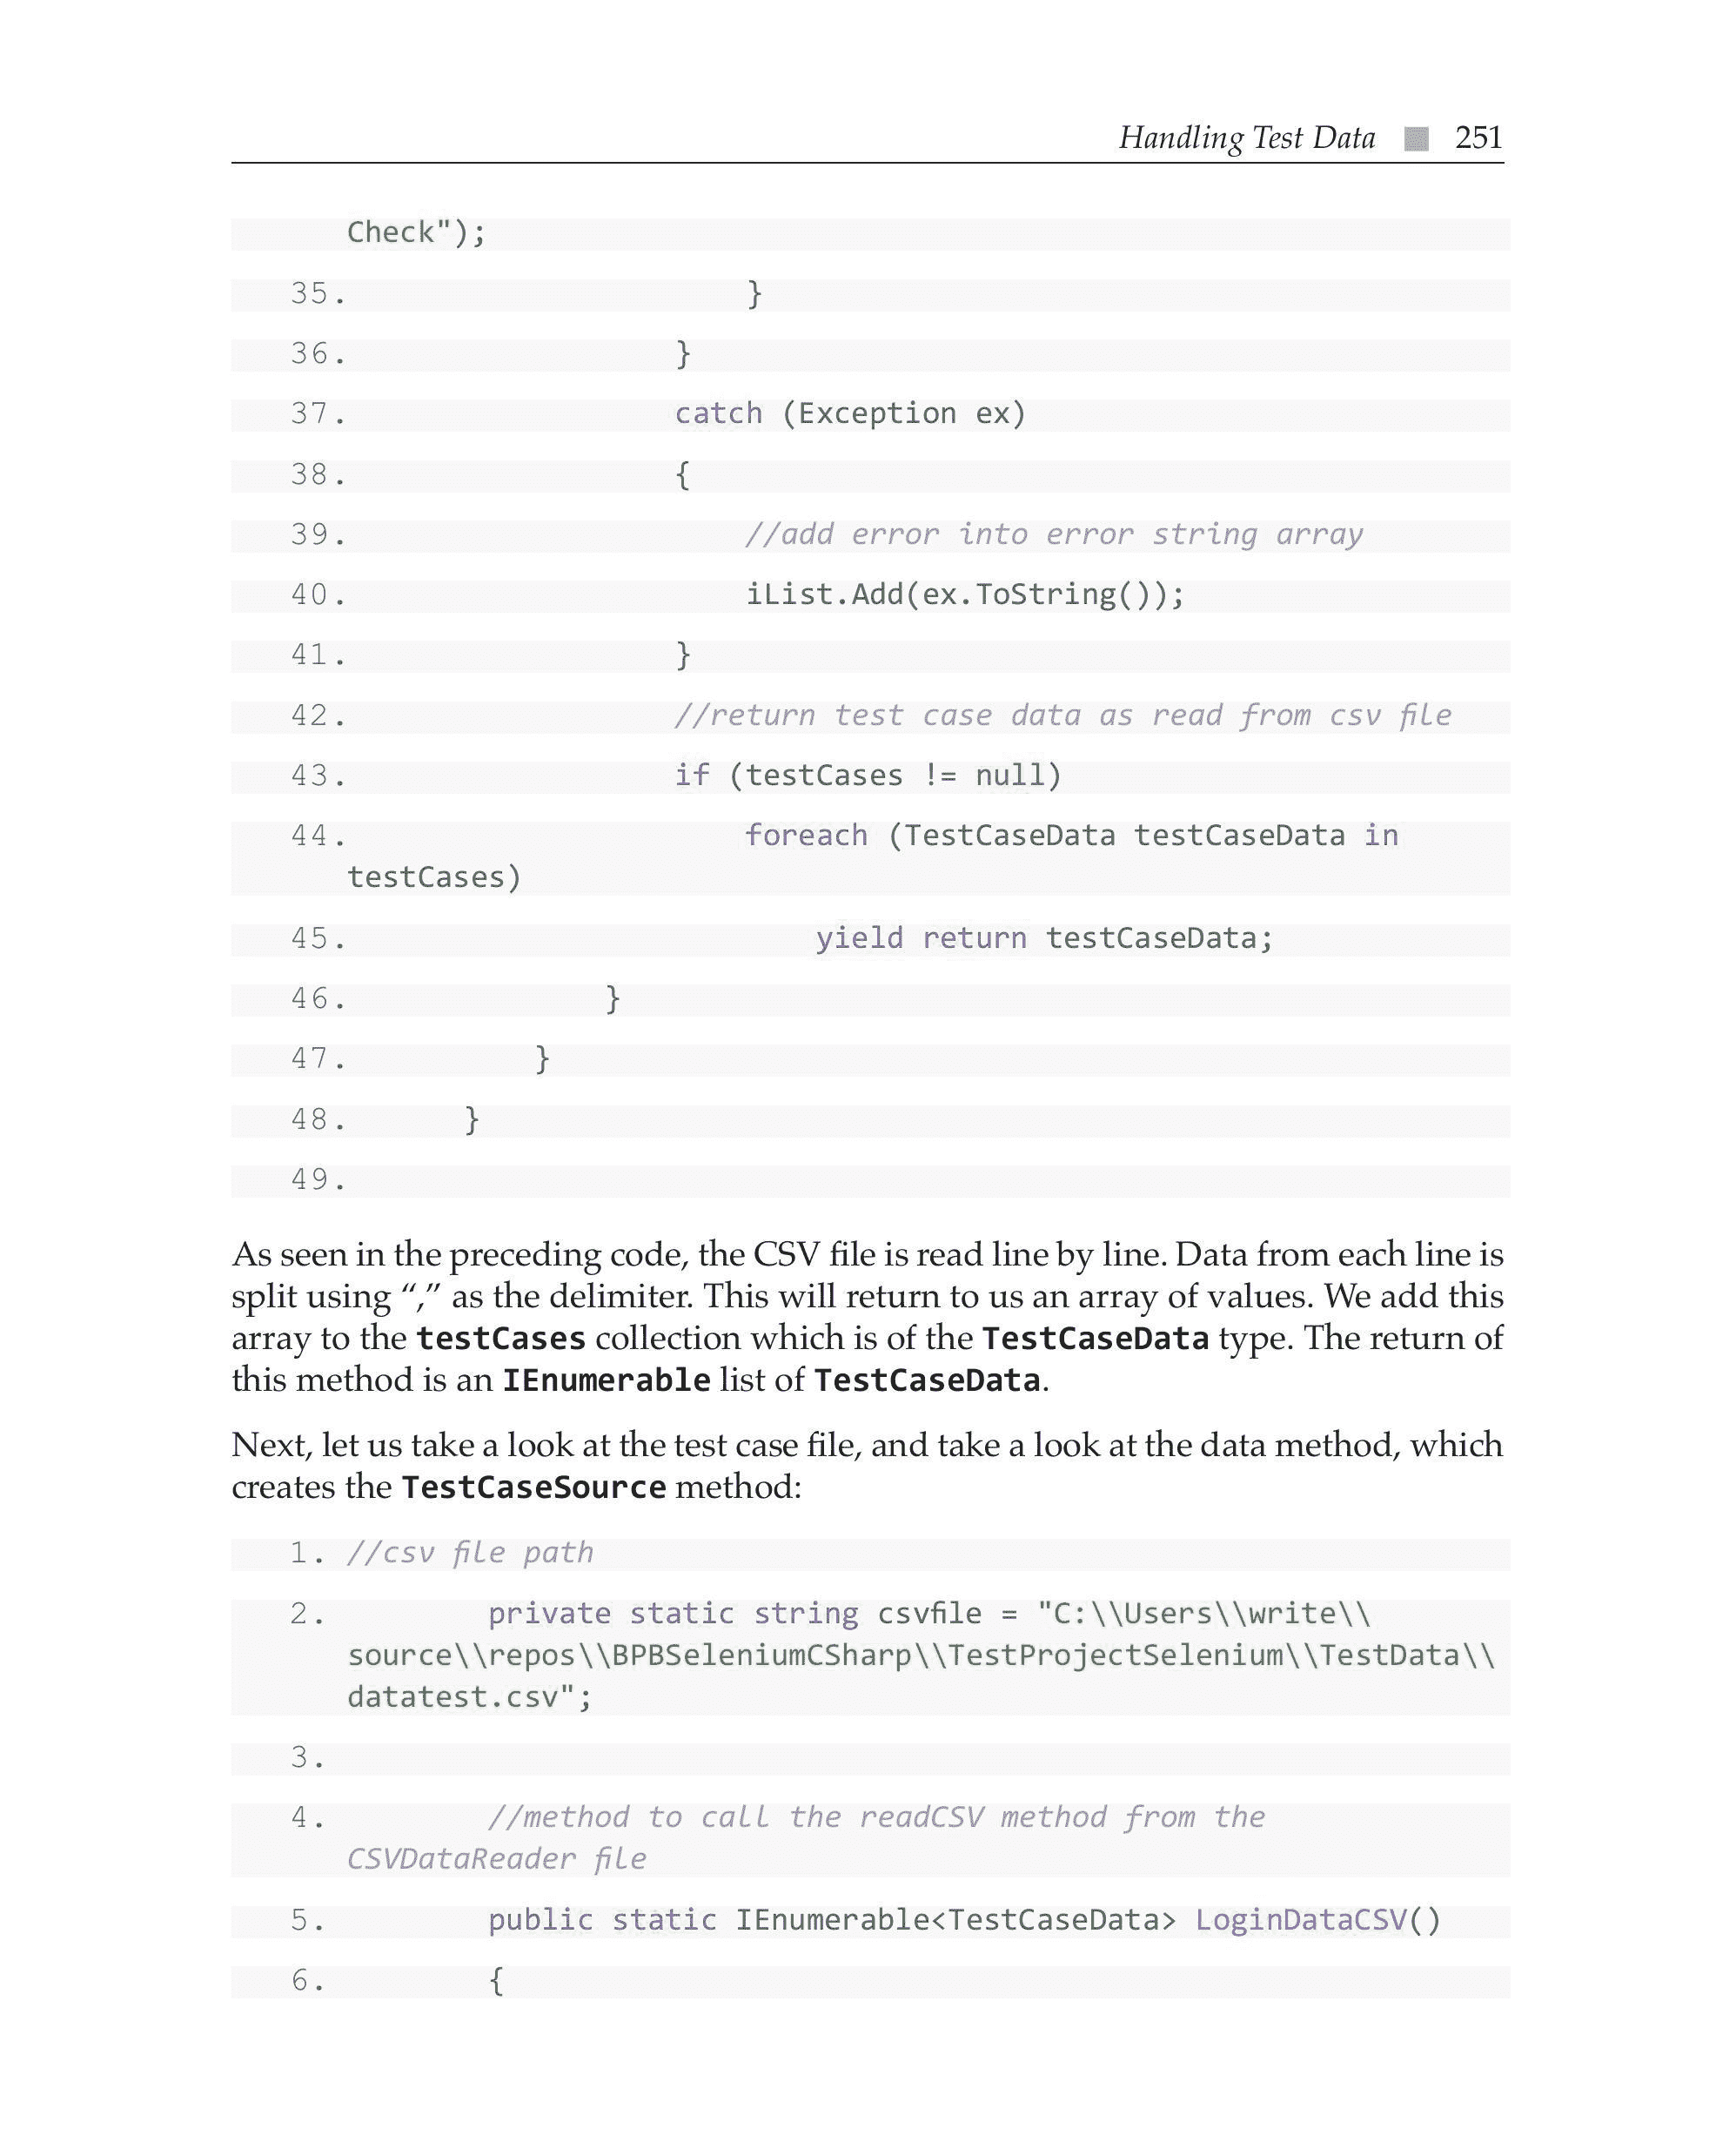 Handling Test Data 251
Check");
35. }
36. }
37. catch (Exception ex)
38. {
39. //add error into error string array
40. iList.Add(ex.ToString());
41. }
42. //return test case data as read from csv file
43. if (testCases != null)
44. foreach (TestCaseData testCaseData in
testCases)
45. yield return testCaseData;
46. }
47. }
48. }
49.
As seen in the preceding code, the CSV file is read line by line. Data from each line is
split using “,” as the delimiter. This will return to us an array of values. We add this
array to the testCases collection which is of the TestCaseData type. The return of
this method is an IEnumerable list of TestCaseData.
Next, let us take a look at the test case file, and take a look at the data method, which
creates the TestCaseSource method:
1. //csv file path
2. private static string csvfile = "C:\\Users\\write\\
source\\repos\\BPBSeleniumCSharp\\TestProjectSelenium\\TestData\\
datatest.csv";
3.
4. //method to call the readCSV method from the
CSVDataReader file
5. public static IEnumerable<TestCaseData> LoginDataCSV()
6. {